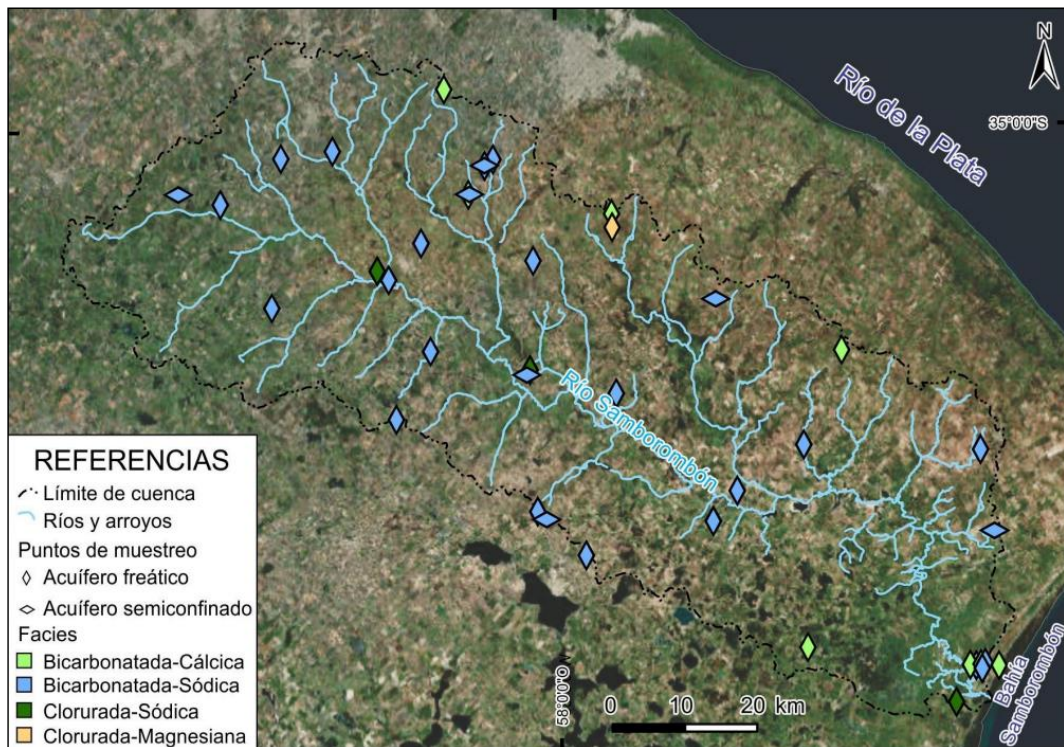 N
Río de la Plata
35°0'0"S
Río Samborombón
REFERENCIAS
Límite de cuenca
Ríos y arroyos
Puntos de muestreo
Acuífero freático
Acuífero semiconfinado
Facies
Bicarbonatada-Cálcica
Bicarbonatada-Sódica
Clorurada-Sódica
Clorurada-Magnesiana
58°0'0"O
0 10 20 km
Bahía
Samborombón